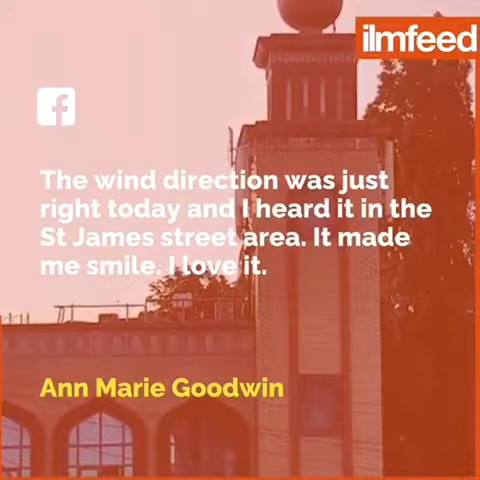 ilmfeed
The wind direction was just
right today and I heard it in the
St James street area. It made
me smile. I love it.
Ann Marie Goodwin